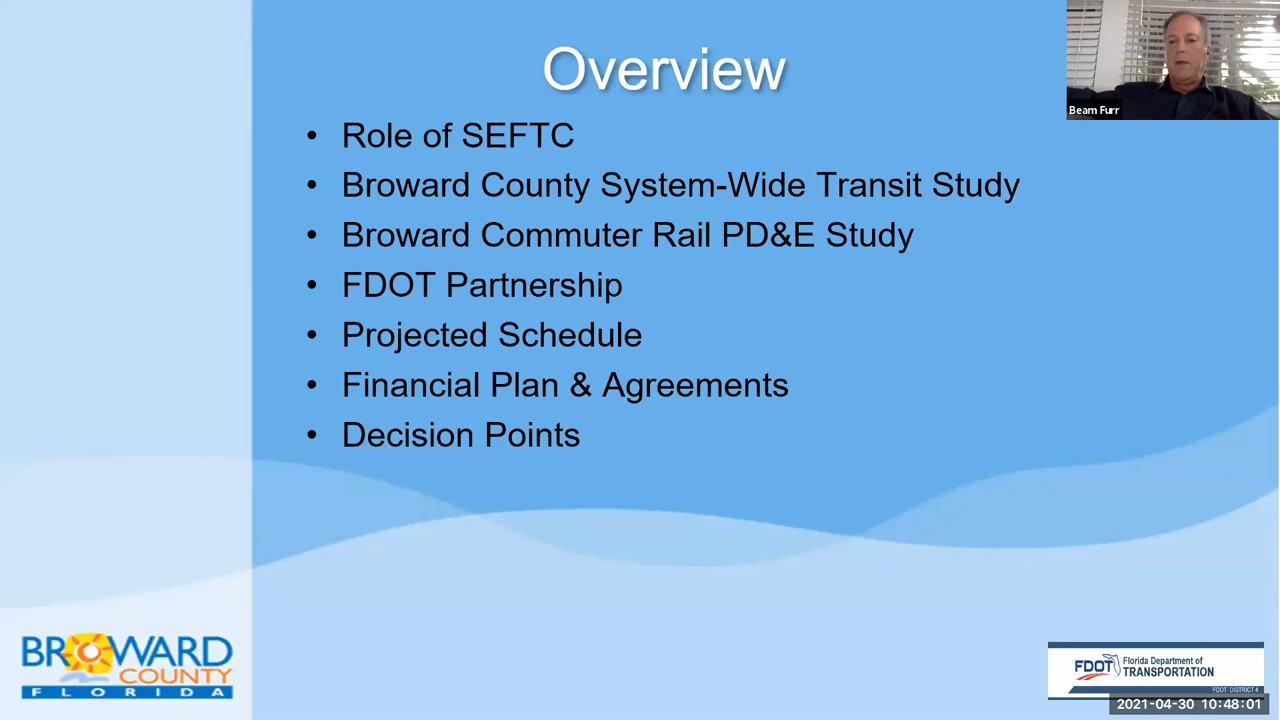 Overview
Beam Furr
• Role of SEFTC
• Broward County System-Wide Transit Study
• Broward Commuter Rail PD&E Study
• FDOT Partnership
• Projected Schedule
• Financial Plan & Agreements
• Decision Points
BROWARD
COUNTY
FLORIDA
FDOT
Florida Department of
TRANSPORTATION
FDOT DISTRICT 4
2021-04-30 10:48:01